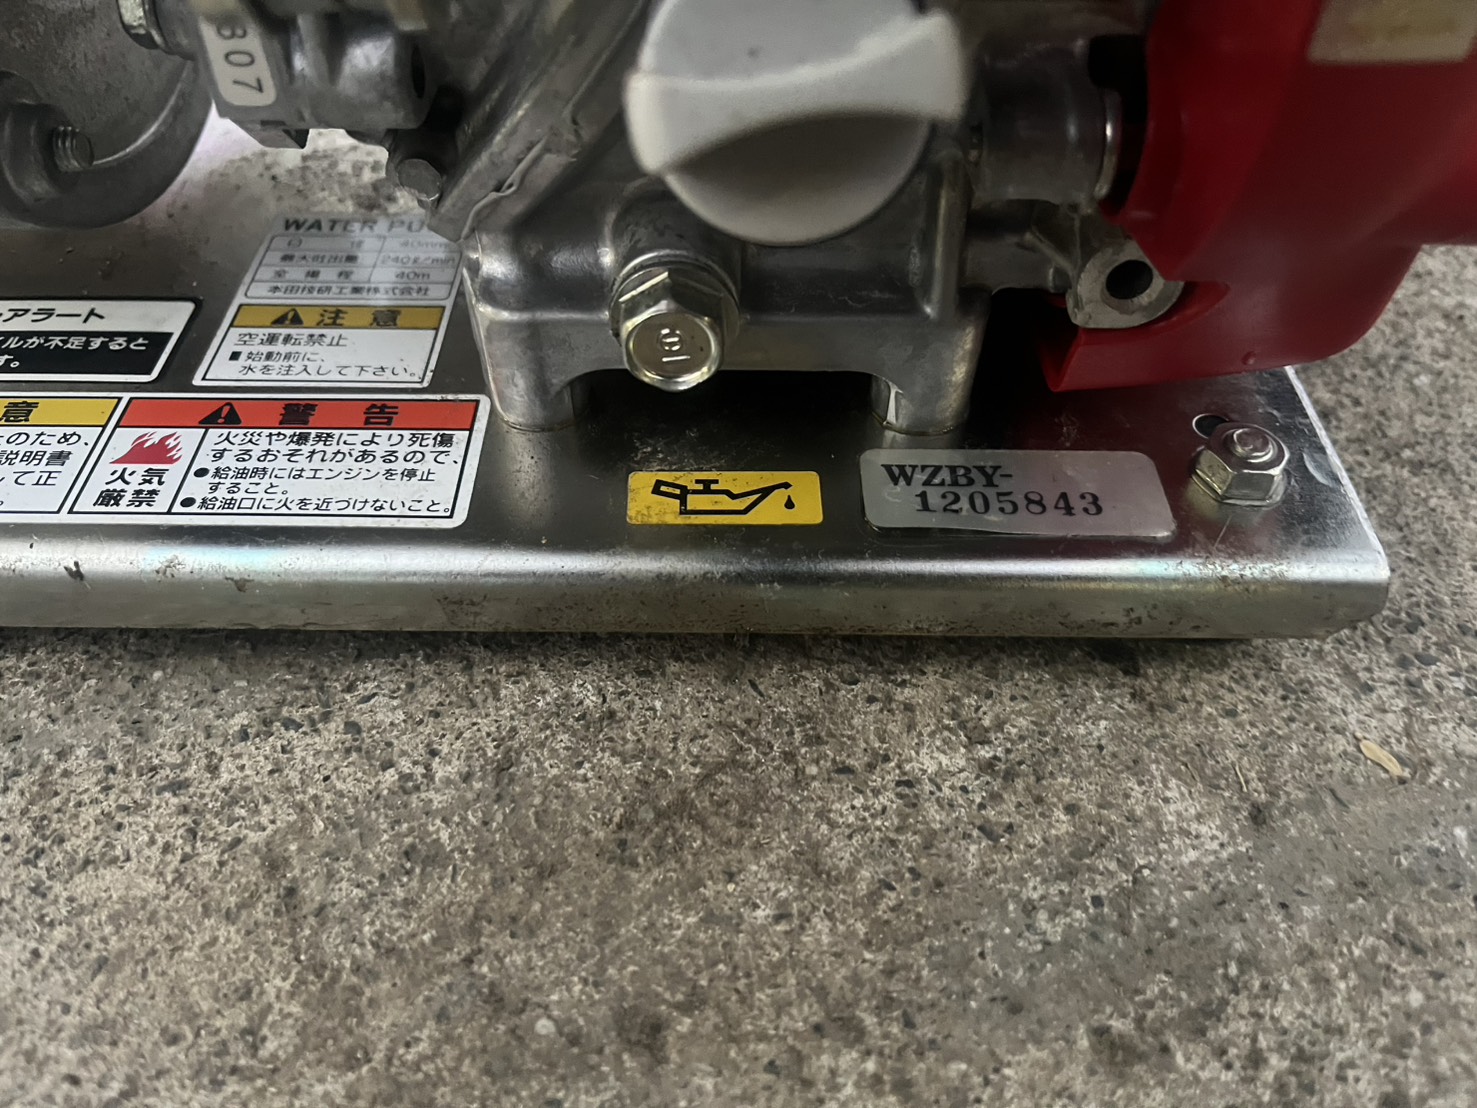 307
WATER PU
口 径 40mm
最大吐出量 240ℓ/min
全揚程 40m
本田技研工業株式会社
注意
空運転禁止
■始動前に、
水を注入して下さい。
アラート
ルが不足すると
す。
意
のため、
説明書
して正
警告
火気
厳禁
火災や爆発により死傷
するおそれがあるので、
●給油時にはエンジンを停止
すること。
●給油口に火を近づけないこと。
WZBY-
1205843